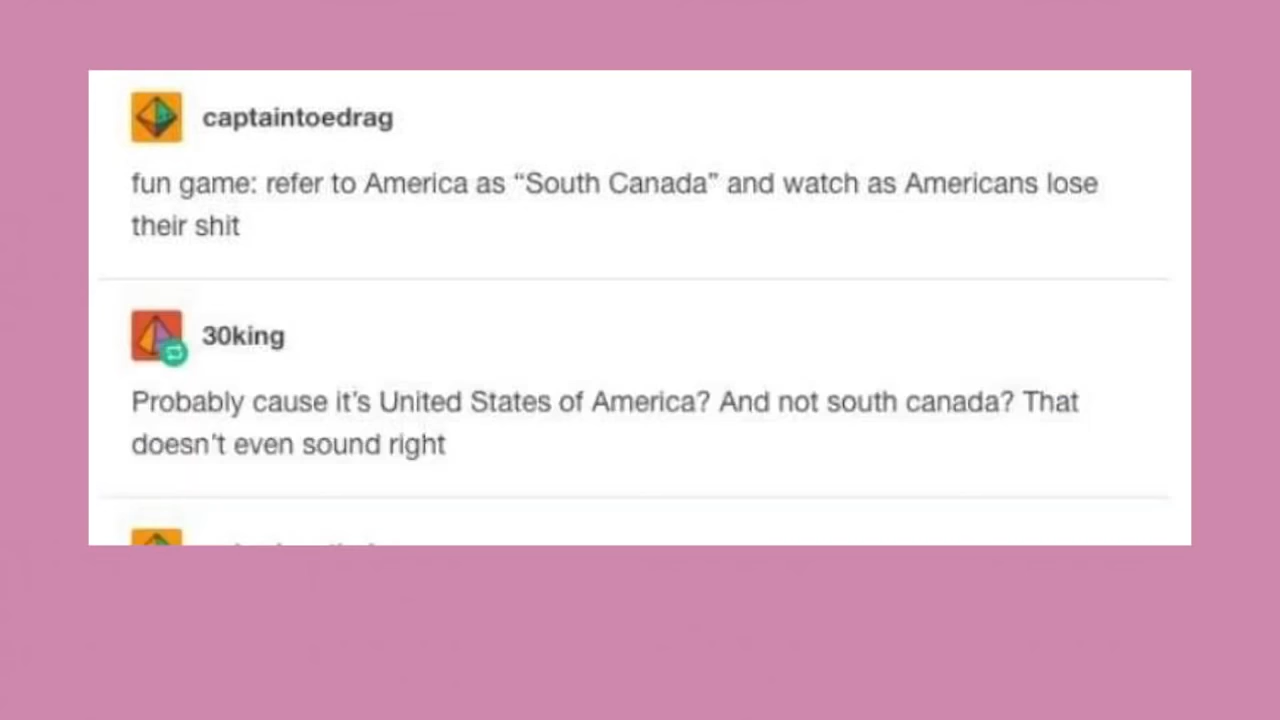 captaintoedrag
fun game: refer to America as “South Canada” and watch as Americans lose
their shit
30king
Probably cause it’s United States of America? And not south canada? That
doesn’t even sound right